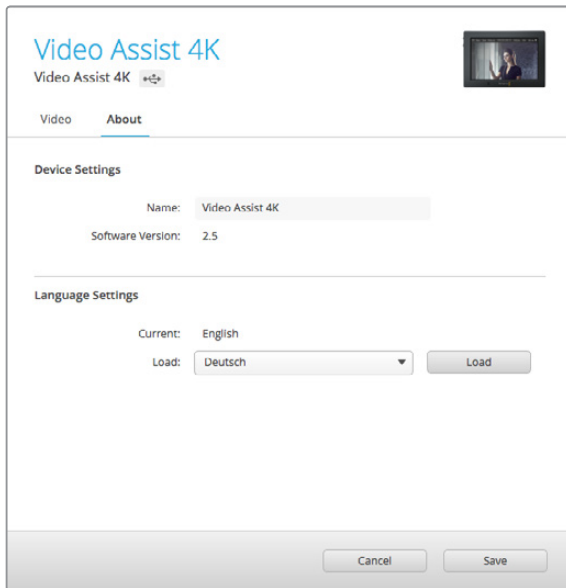 Video Assist 4K
Video Assist 4K
Video About
Device Settings
Name: Video Assist 4K
Software Version: 2.5
Language Settings
Current: English
Load: Deutsch Load
Cancel Save